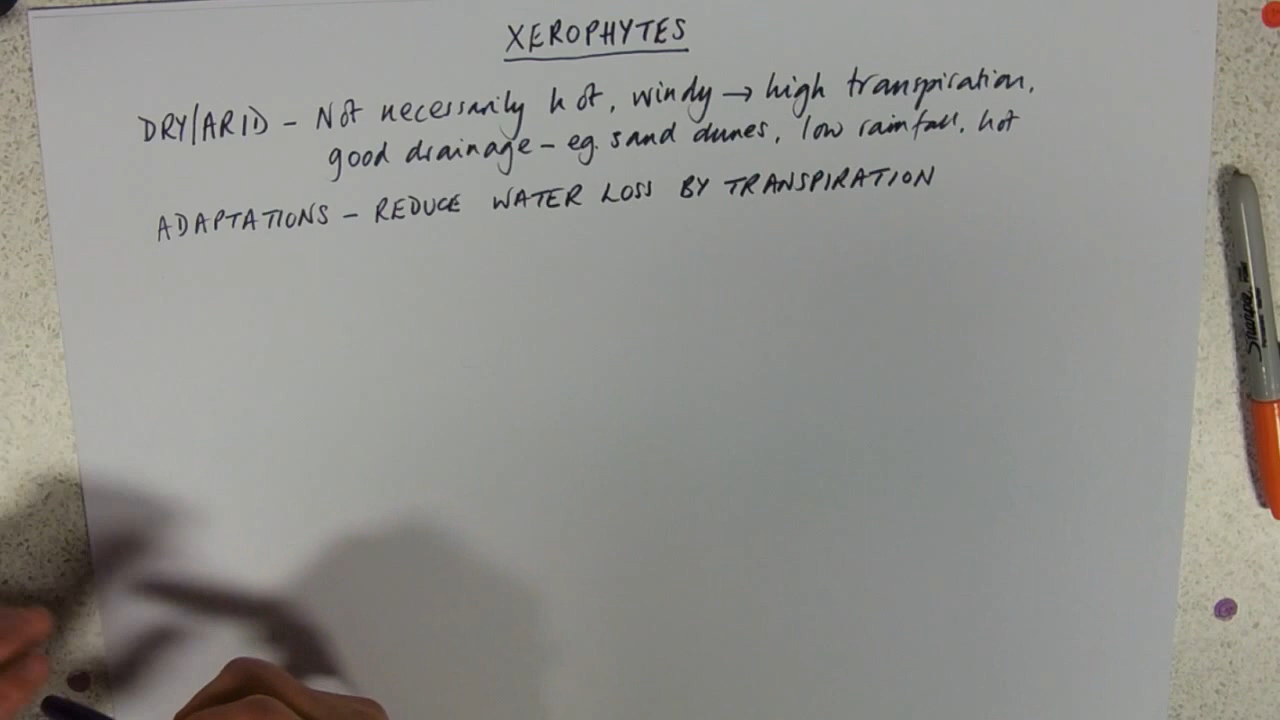 XEROPHYTES
DRY/ARID - Not necessarily hot, windy → high transpiration,
good drainage - eg. sand dunes, low rainfall, hot
ADAPTATIONS - REDUCE WATER LOSS BY TRANSPIRATION
Sharpie